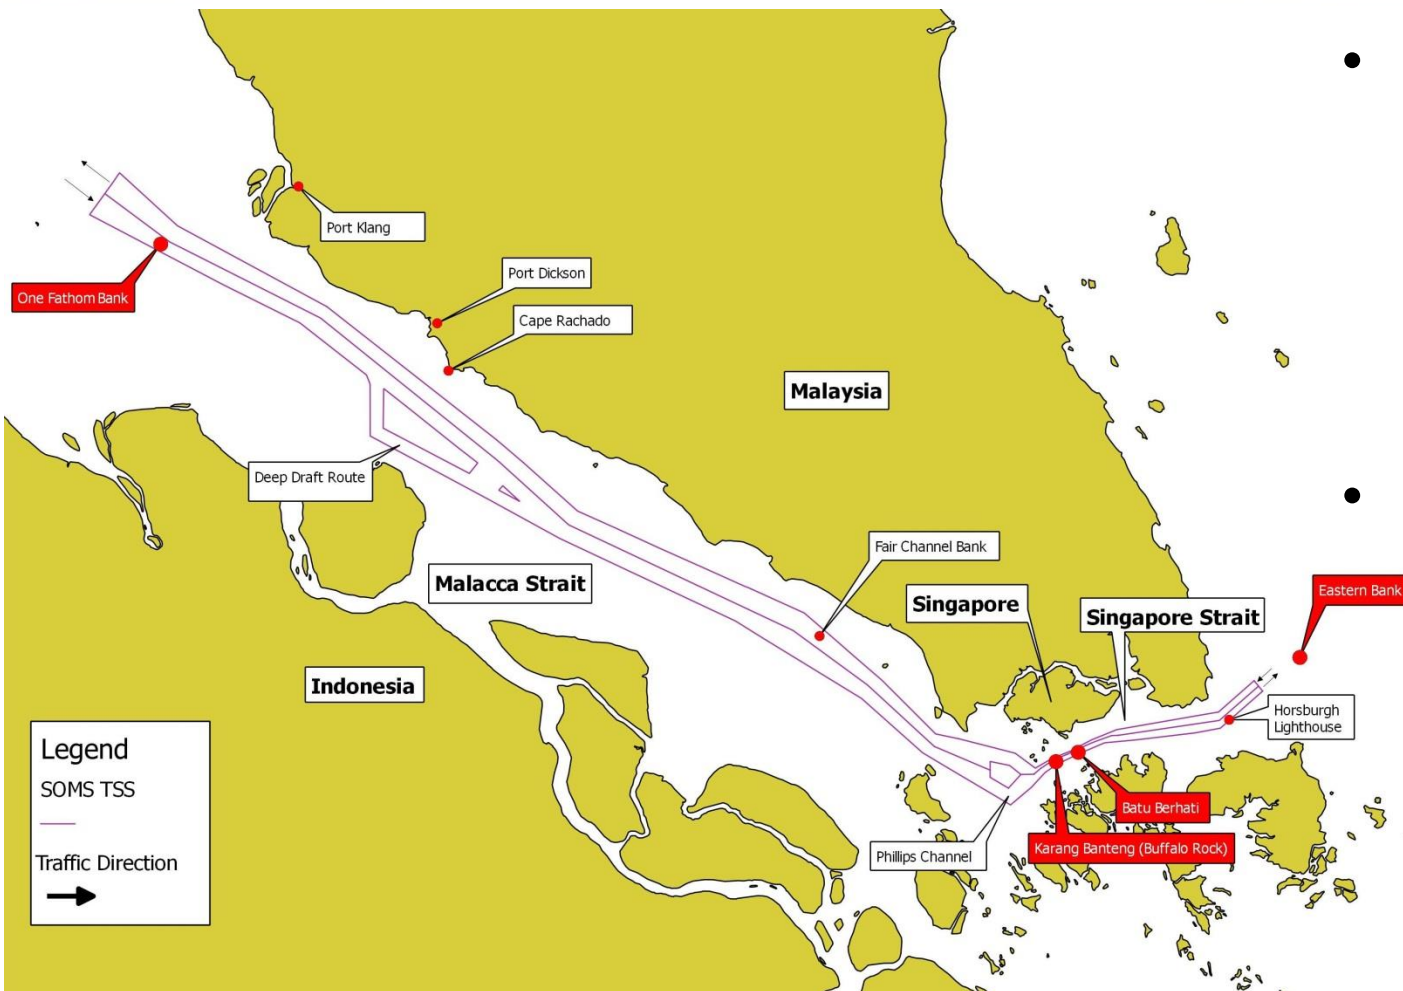 Port Klang
One Fathom Bank
Port Dickson
Cape Rachado
Malaysia
Deep Draft Route
Fair Channel Bank
Malacca Strait
Singapore
Singapore Strait
Eastern Bank
Indonesia
Horsburgh
Lighthouse
Legend
SOMS TSS
Traffic Direction
Batu Berhati
Phillips Channel
Karang Banteng (Buffalo Rock)